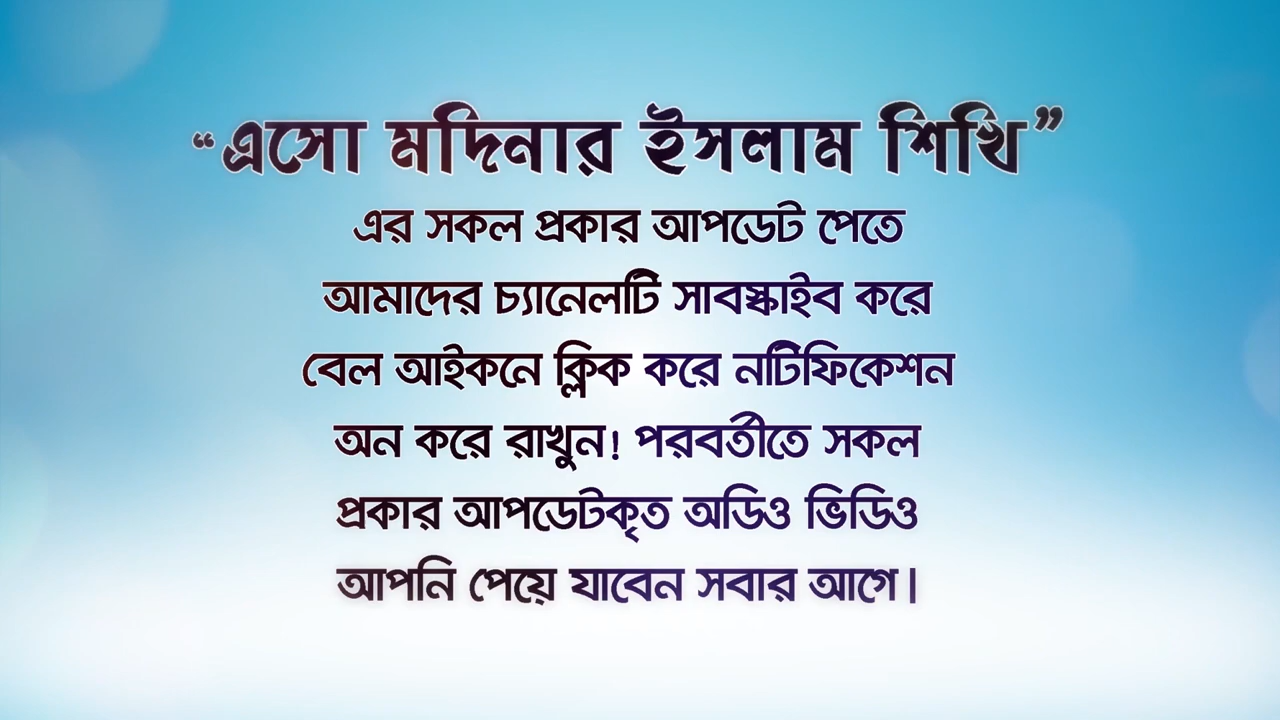 “এসো মদিনার ইসলাম শিখি”
এর সকল প্রকার আপডেট পেতে
আমাদের চ্যানেলটি সাবস্কাইব করে
বেল আইকনে ক্লিক করে নটিফিকেশন
অন করে রাখুন! পরবর্তীতে সকল
প্রকার আপডেটকৃত অডিও ভিডিও
আপনি পেয়ে যাবেন সবার আগে।